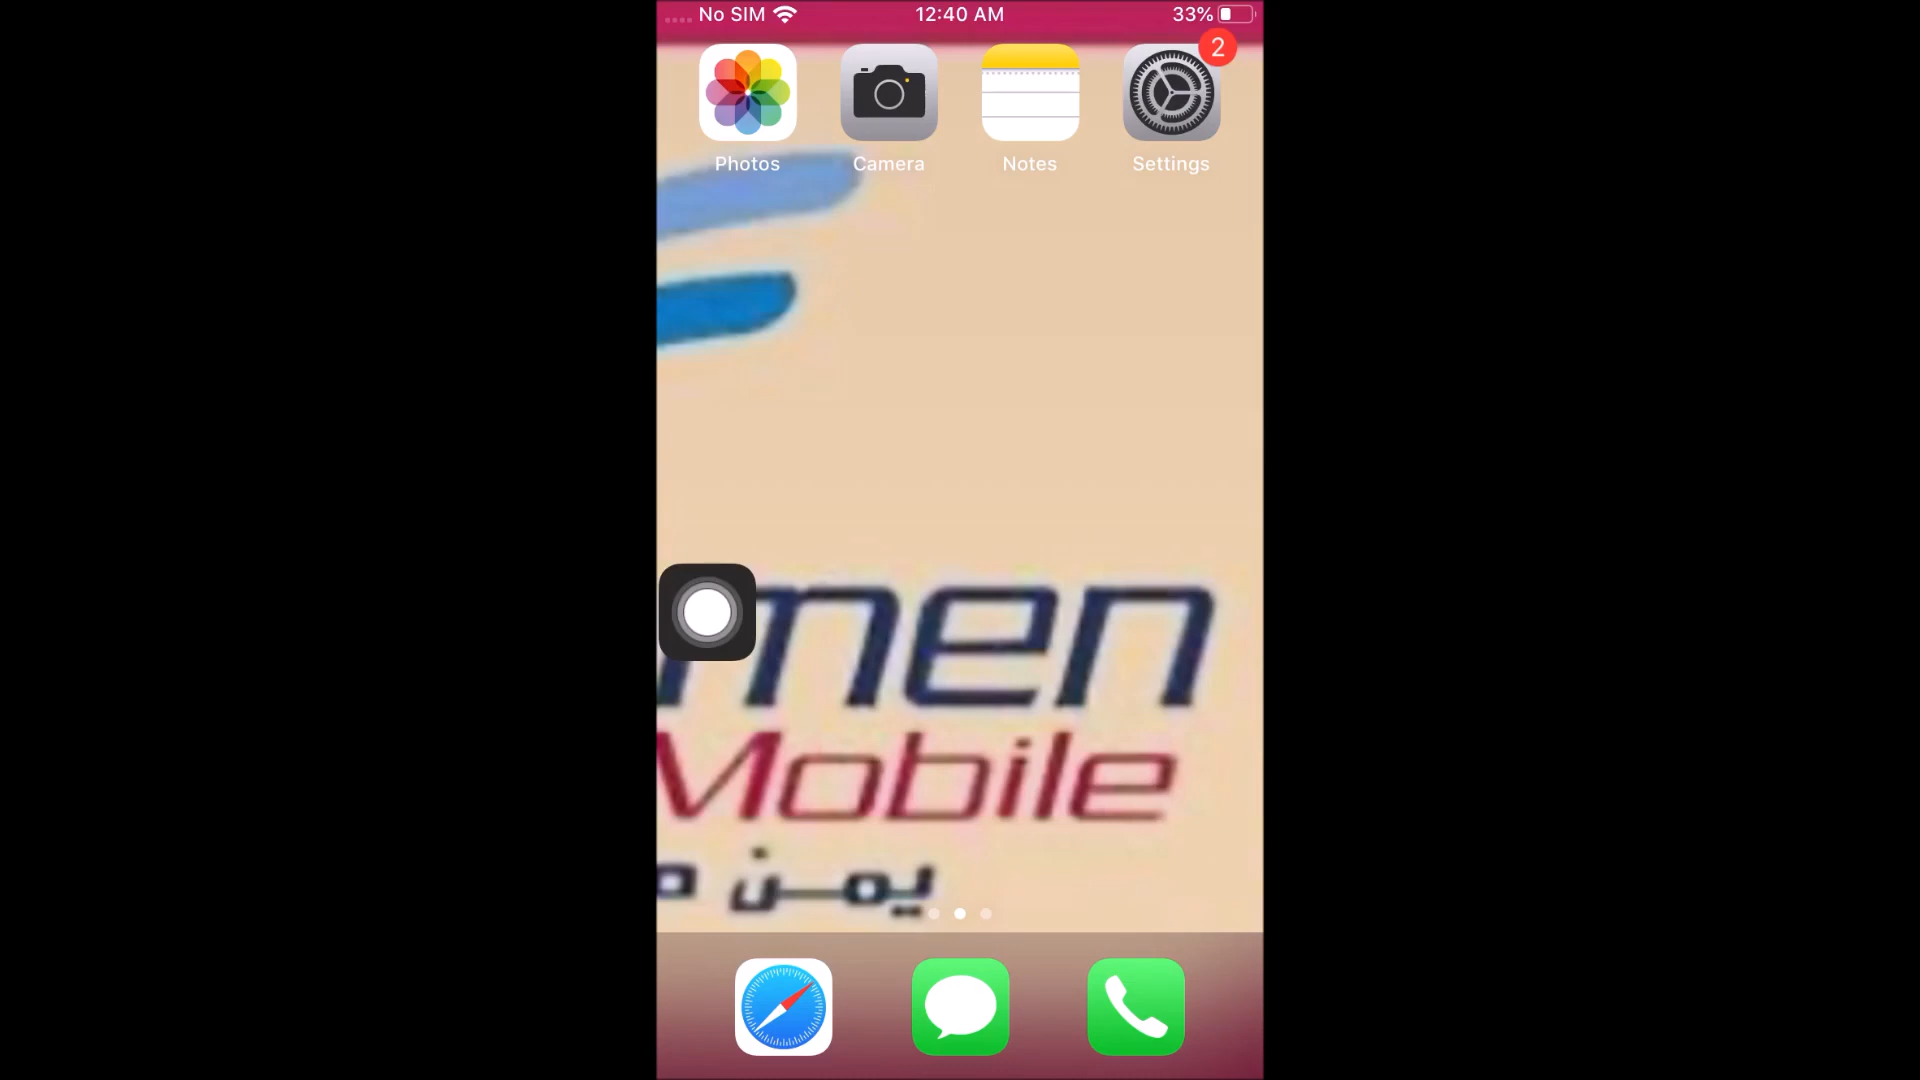 No SIM 12:40 AM 33%
2
Photos Camera Notes Settings
men
Mobile
يمن